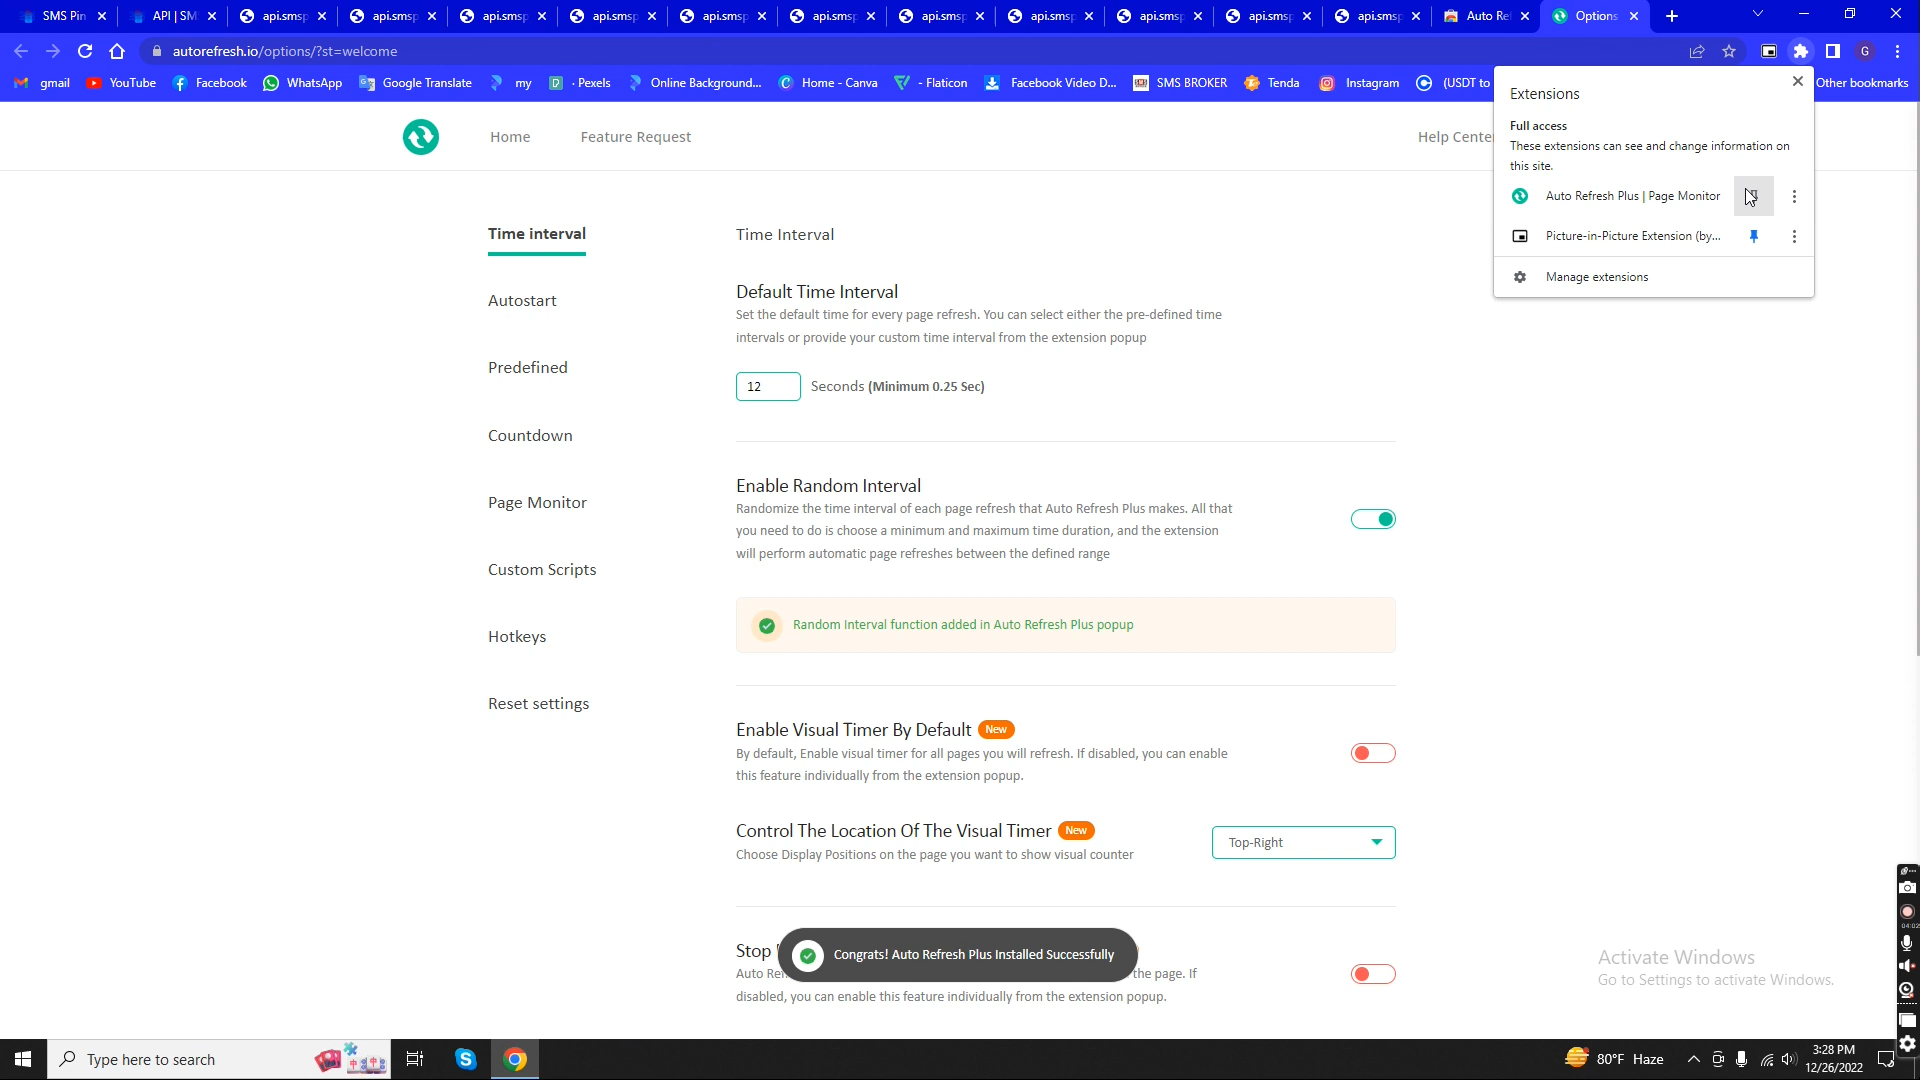 SMS Pin
API | SM
api.smsp
api.smsp
api.smsp
api.smsp
api.smsp
api.smsp
api.smsp
api.smsp
api.smsp
api.smsp
api.smsp
Auto Re
Options
autorefresh.io/options/?st=welcome
G
gmail
YouTube
Facebook
WhatsApp
Google Translate
my
· Pexels
Online Background...
Home - Canva
- Flaticon
Facebook Video D...
SMS BROKER
Tenda
Instagram
(USDT to
Other bookmarks
Home
Feature Request
Help Center
Extensions
Full access
These extensions can see and change information on
this site.
Auto Refresh Plus | Page Monitor
Picture-in-Picture Extension (by...
Manage extensions
Time interval
Autostart
Predefined
Countdown
Page Monitor
Custom Scripts
Hotkeys
Reset settings
Time Interval
Default Time Interval
Set the default time for every page refresh. You can select either the pre-defined time
intervals or provide your custom time interval from the extension popup
12 Seconds (Minimum 0.25 Sec)
Enable Random Interval
Randomize the time interval of each page refresh that Auto Refresh Plus makes. All that
you need to do is choose a minimum and maximum time duration, and the extension
will perform automatic page refreshes between the defined range
Random Interval function added in Auto Refresh Plus popup
Enable Visual Timer By Default New
By default, Enable visual timer for all pages you will refresh. If disabled, you can enable
this feature individually from the extension popup.
Control The Location Of The Visual Timer New
Choose Display Positions on the page you want to show visual counter
Top-Right
Stop
Auto Re
the page. If
disabled, you can enable this feature individually from the extension popup.
Congrats! Auto Refresh Plus Installed Successfully
Activate Windows
Go to Settings to activate Windows.
04:02
Type here to search
80°F Haze
3:28 PM
12/26/2022